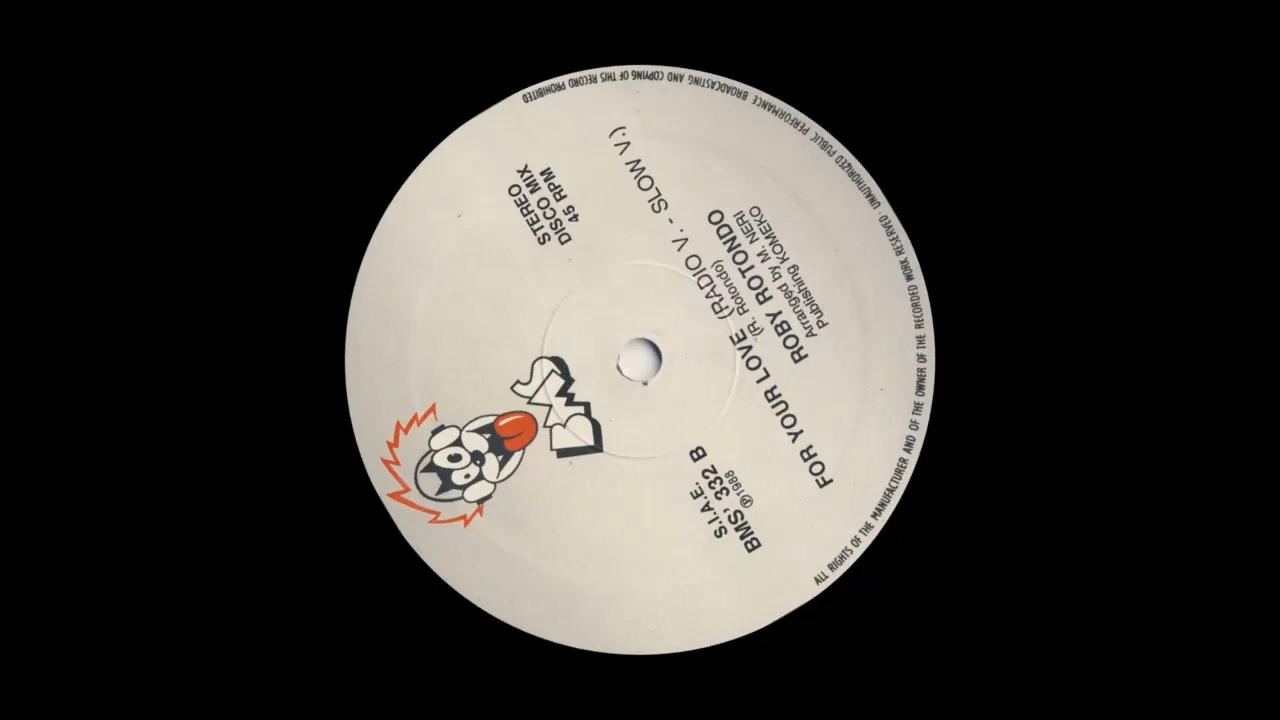 BMS
STEREO
DISCO MIX
45 RPM
S.I.A.E.
BMS' 332 B
℗1988
FOR YOUR LOVE (RADIO V. - SLOW V.)
(R. Rotondo)
ROBY ROTONDO
Arranged by M. NERI
Publishing KOMEKO
ALL RIGHTS OF THE MANUFACTURER AND OF THE OWNER OF THE RECORDED WORK RESERVED · UNAUTHORIZED PUBLIC PERFORMANCE BROADCASTING AND COPYING OF THIS RECORD PROHIBITED